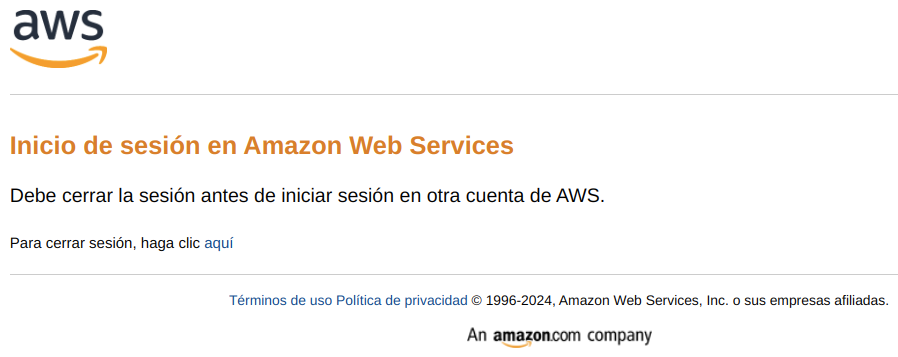 aws
Inicio de sesión en Amazon Web Services
Debe cerrar la sesión antes de iniciar sesión en otra cuenta de AWS.
Para cerrar sesión, haga clic aquí
Términos de uso Política de privacidad © 1996-2024, Amazon Web Services, Inc. o sus empresas afiliadas.
An amazon.com company